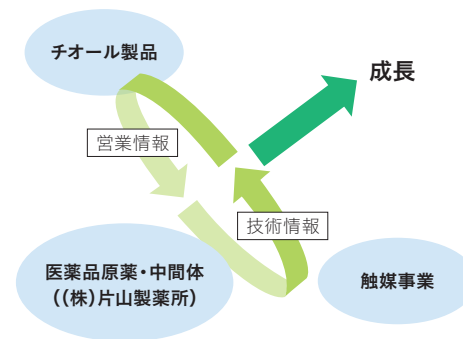 チオール製品
成長
営業情報
技術情報
医薬品原薬・中間体
((株)片山製薬所)
触媒事業